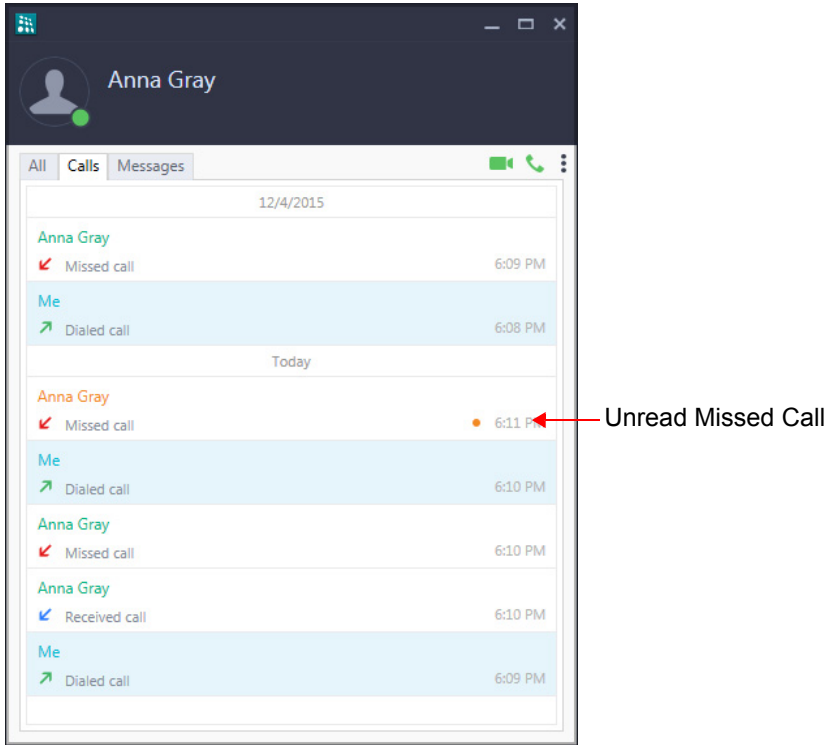 Anna Gray
All Calls Messages
12/4/2015
Anna Gray
Missed call 6:09 PM
Me
Dialed call 6:08 PM
Today
Anna Gray
Missed call 6:11 PM Unread Missed Call
Me
Dialed call 6:10 PM
Anna Gray
Missed call 6:10 PM
Anna Gray
Received call 6:10 PM
Me
Dialed call 6:09 PM